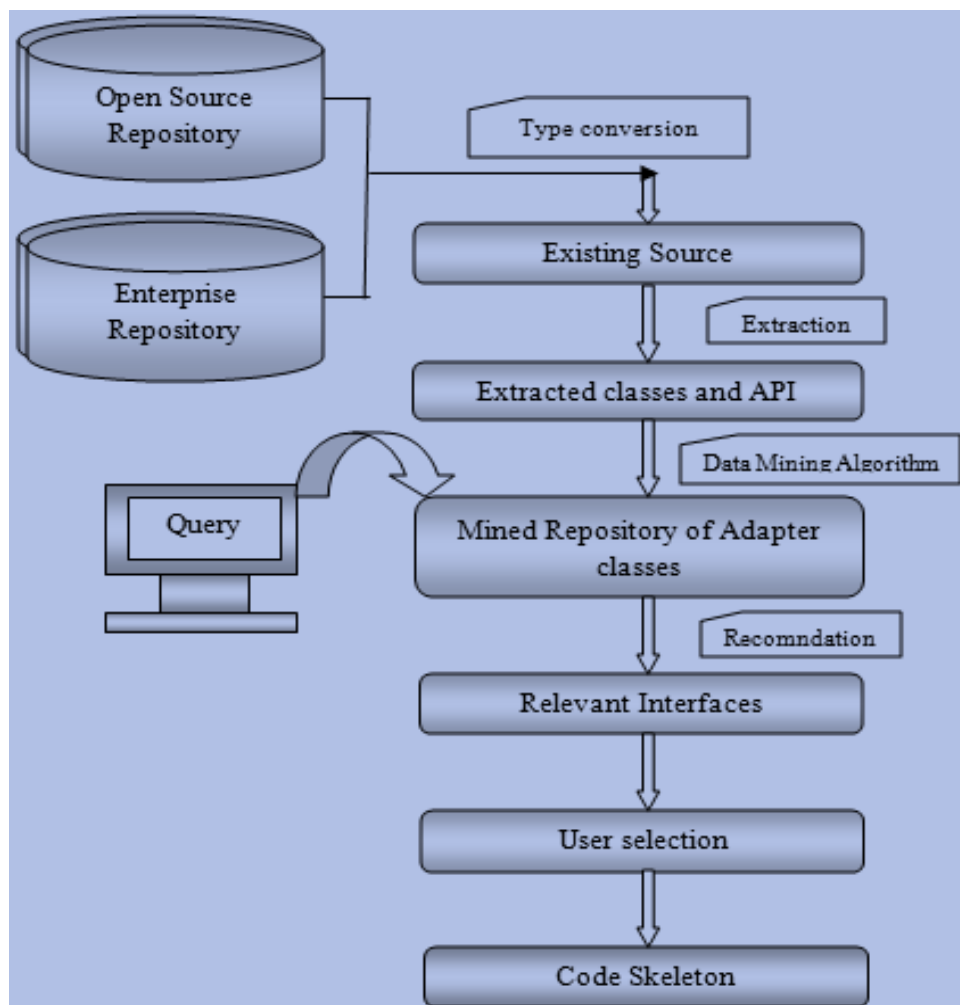 Open Source
Repository
Type conversion
Existing Source
Enterprise
Repository
Extraction
Extracted classes and API
Data Mining Algorithm
Query
Mined Repository of Adapter
classes
Recomndation
Relevant Interfaces
User selection
Code Skeleton